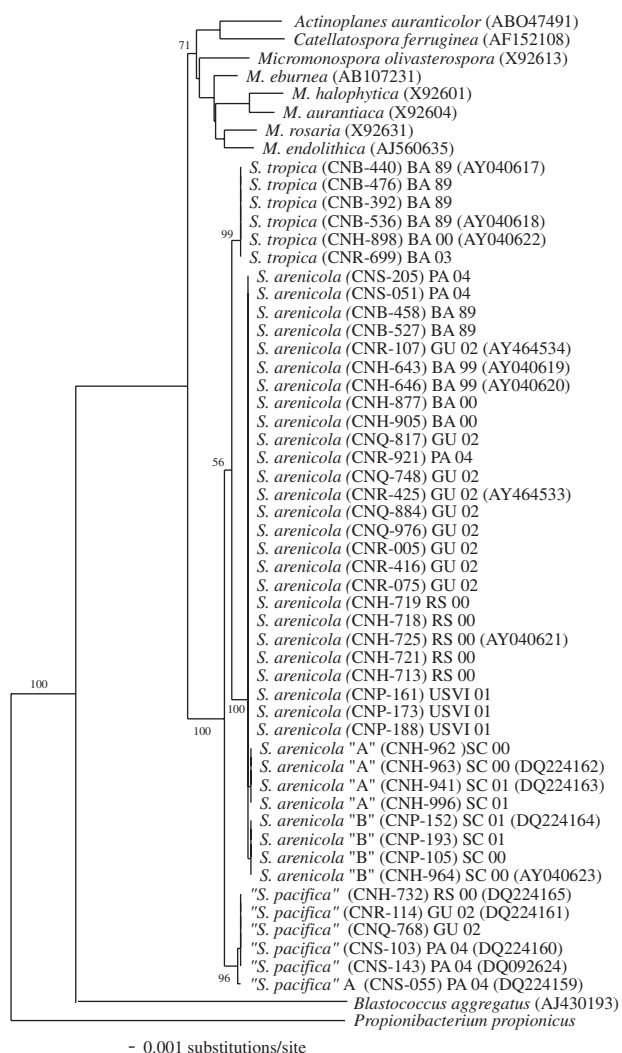 Actinoplanes auranticolor (ABO47491)
71
Catellatospora ferruginea (AF152108)
Micromonospora olivasterospora (X92613)
M. eburnea (AB107231)
M. halophytica (X92601)
M. aurantiaca (X92604)
M. rosaria (X92631)
M. endolithica (AJ560635)
S. tropica (CNB-440) BA 89 (AY040617)
S. tropica (CNB-476) BA 89
S. tropica (CNB-392) BA 89
S. tropica (CNB-536) BA 89 (AY040618)
99
S. tropica (CNH-898) BA 00 (AY040622)
S. tropica (CNR-699) BA 03
S. arenicola (CNS-205) PA 04
S. arenicola (CNS-051) PA 04
S. arenicola (CNB-458) BA 89
S. arenicola (CNB-527) BA 89
S. arenicola (CNR-107) GU 02 (AY464534)
S. arenicola (CNH-643) BA 99 (AY040619)
S. arenicola (CNH-646) BA 99 (AY040620)
S. arenicola (CNH-877) BA 00
S. arenicola (CNH-905) BA 00
S. arenicola (CNQ-817) GU 02
S. arenicola (CNR-921) PA 04
56
S. arenicola (CNQ-748) GU 02
S. arenicola (CNR-425) GU 02 (AY464533)
S. arenicola (CNQ-884) GU 02
S. arenicola (CNQ-976) GU 02
S. arenicola (CNR-005) GU 02
S. arenicola (CNR-416) GU 02
S. arenicola (CNR-075) GU 02
S. arenicola (CNH-719 RS 00
S. arenicola (CNH-718) RS 00
S. arenicola (CNH-725) RS 00 (AY040621)
S. arenicola (CNH-721) RS 00
S. arenicola (CNH-713) RS 00
100
S. arenicola (CNP-161) USVI 01
S. arenicola (CNP-173) USVI 01
100
S. arenicola (CNP-188) USVI 01
100
S. arenicola "A" (CNH-962 )SC 00
S. arenicola "A" (CNH-963) SC 00 (DQ224162)
S. arenicola "A" (CNH-941) SC 01 (DQ224163)
S. arenicola "A" (CNH-996) SC 01
S. arenicola "B" (CNP-152) SC 01 (DQ224164)
S. arenicola "B" (CNP-193) SC 01
S. arenicola "B" (CNP-105) SC 00
S. arenicola "B" (CNH-964) SC 00 (AY040623)
"S. pacifica" (CNH-732) RS 00 (DQ224165)
"S. pacifica" (CNR-114) GU 02 (DQ224161)
"S. pacifica" (CNQ-768) GU 02
"S. pacifica" (CNS-103) PA 04 (DQ224160)
"S. pacifica" (CNS-143) PA 04 (DQ092624)
96
"S. pacifica" A (CNS-055) PA 04 (DQ224159)
Blastococcus aggregatus (AJ430193)
Propionibacterium propionicus
- 0.001 substitutions/site